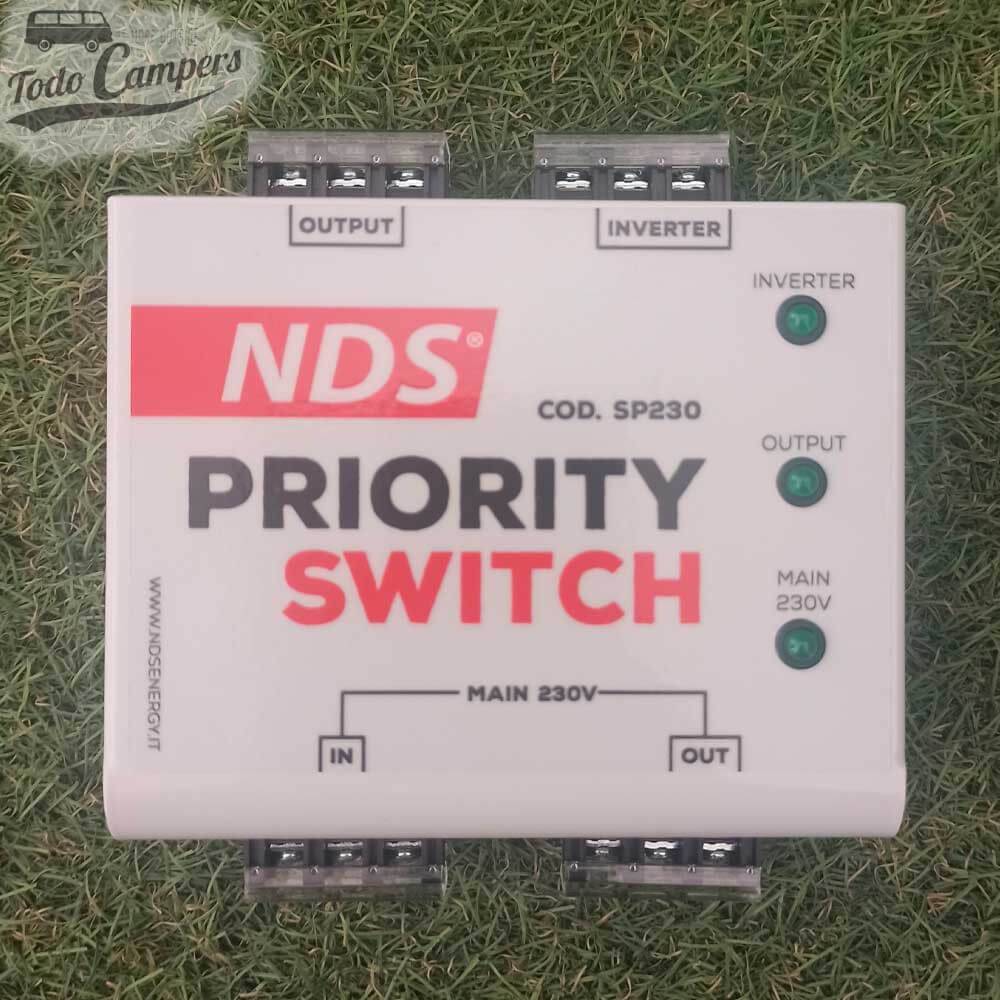 Todo Campers
OUTPUT
INVERTER
INVERTER
NDS®
COD. SP230
OUTPUT
PRIORITY
SWITCH
MAIN
230V
WWW.NDSENERGY.IT
MAIN 230V
IN
OUT